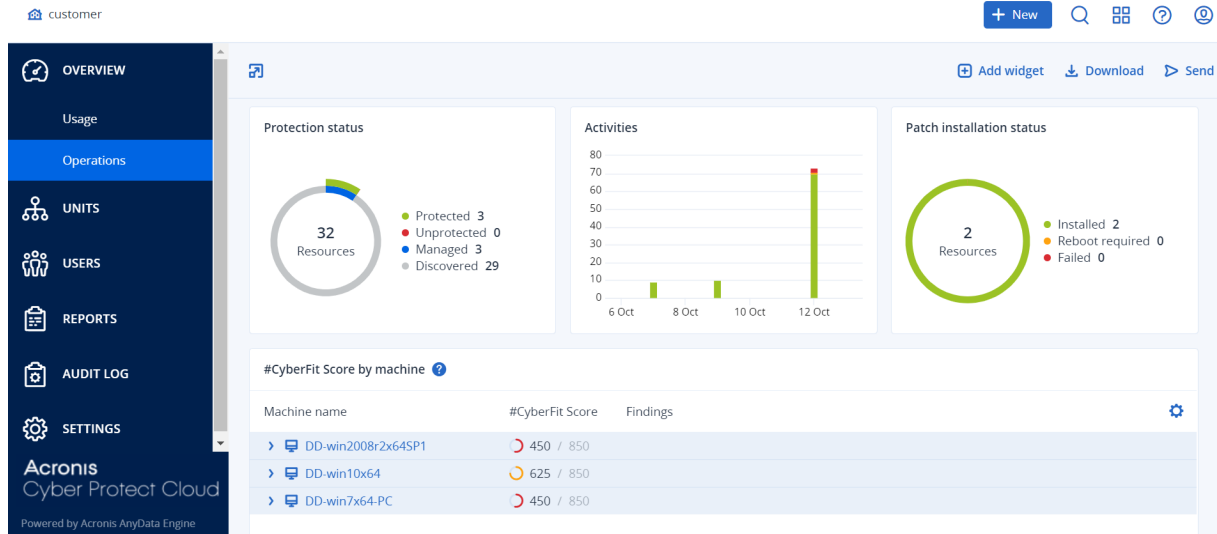 customer
New
OVERVIEW
Usage
Operations
UNITS
USERS
REPORTS
AUDIT LOG
SETTINGS
Acronis
Cyber Protect Cloud
Powered by Acronis AnyData Engine
Add widget
Download
Send
Protection status
32
Resources
Protected 3
Unprotected 0
Managed 3
Discovered 29
Activities
80
70
60
50
40
30
20
10
0
6 Oct 8 Oct 10 Oct 12 Oct
Patch installation status
2
Resources
Installed 2
Reboot required 0
Failed 0
#CyberFit Score by machine ?
Machine name #CyberFit Score Findings
DD-win2008r2x64SP1 450 / 850
DD-win10x64 625 / 850
DD-win7x64-PC 450 / 850